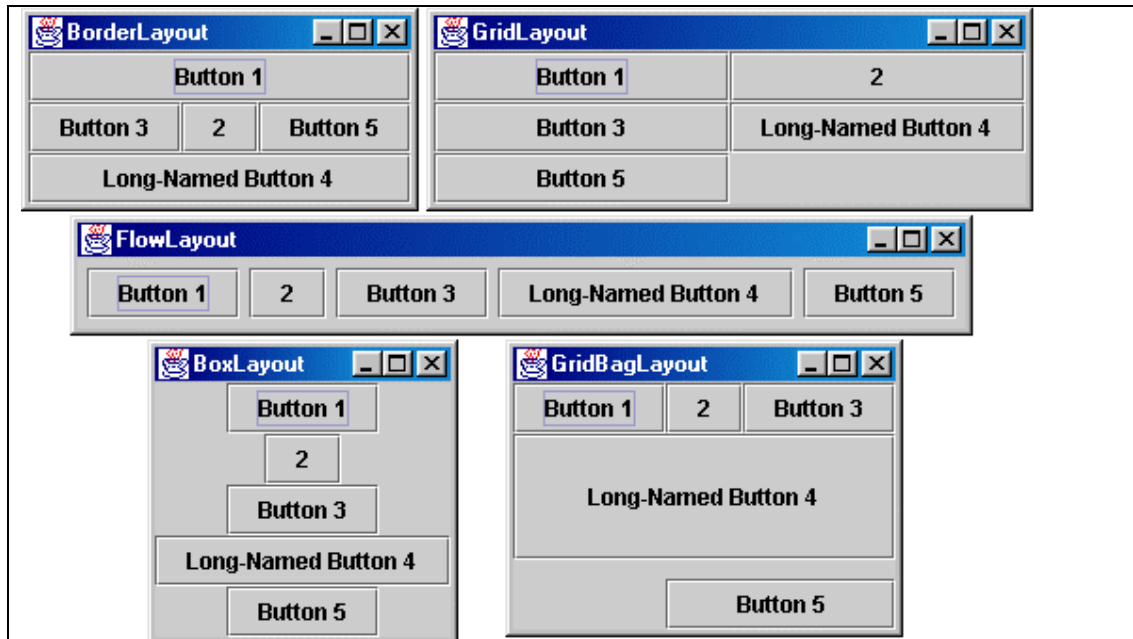 BorderLayout
Button 1
Button 3 2 Button 5
Long-Named Button 4
GridLayout
Button 1 2
Button 3 Long-Named Button 4
Button 5
FlowLayout
Button 1 2 Button 3 Long-Named Button 4 Button 5
BoxLayout
Button 1
2
Button 3
Long-Named Button 4
Button 5
GridBagLayout
Button 1 2 Button 3
Long-Named Button 4
Button 5